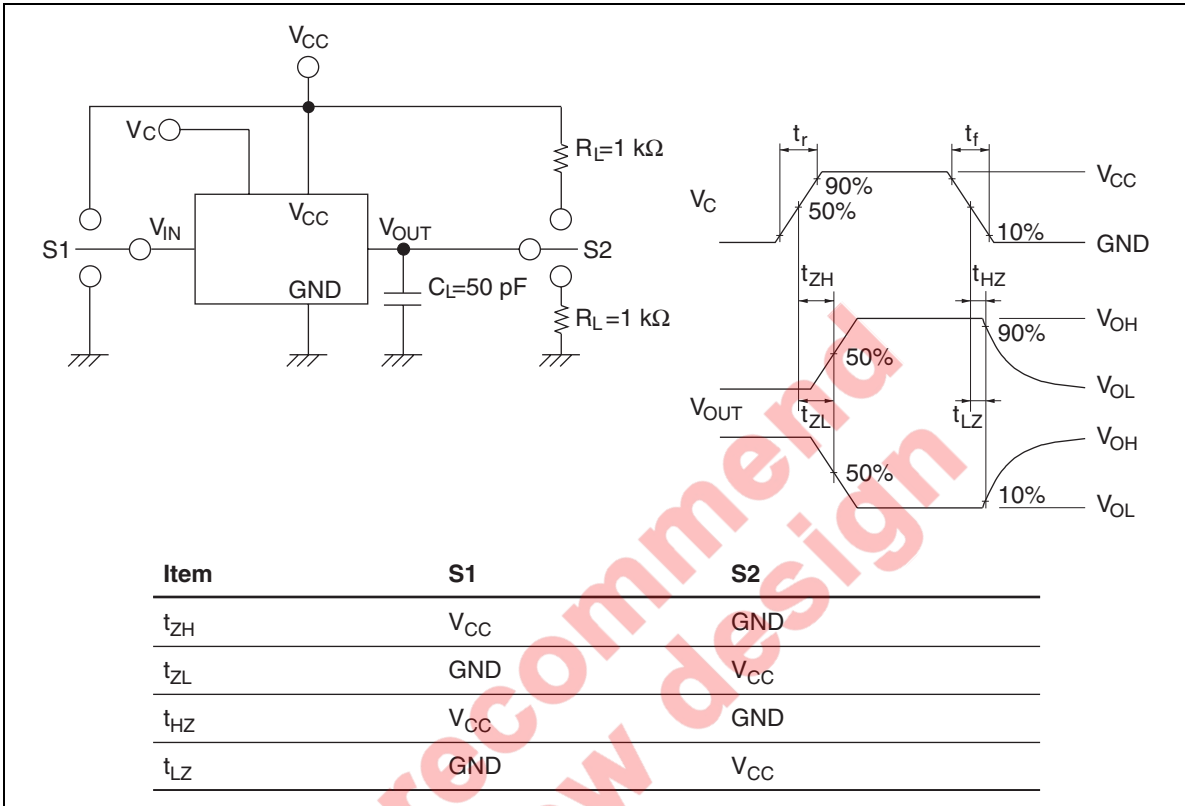 VCC
VC
RL=1 kΩ
VCC
S1
VIN
VOUT
S2
GND
CL=50 pF
RL=1 kΩ
tr
tf
VC
90%
50%
10%
VCC
GND
tZH
tHZ
50%
90%
VOH
VOL
VOUT
tZL
tLZ
50%
10%
VOH
VOL
Item S1 S2
tZH VCC GND
tZL GND VCC
tHZ VCC GND
tLZ GND VCC
recommend
w design